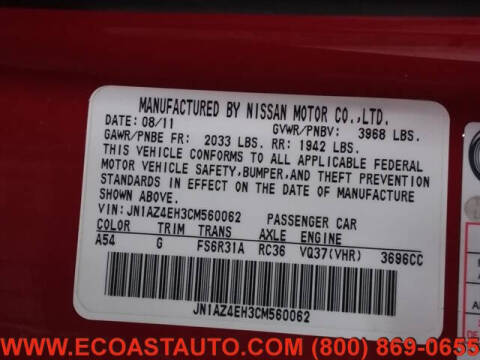 MANUFACTURED BY NISSAN MOTOR CO.,LTD.
DATE: 08/11 GVWR/PNBV: 3968 LBS.
GAWR/PNBE FR: 2033 LBS. RR: 1942 LBS.
THIS VEHICLE CONFORMS TO ALL APPLICABLE FEDERAL
MOTOR VEHICLE SAFETY,BUMPER,AND THEFT PREVENTION
STANDARDS IN EFFECT ON THE DATE OF MANUFACTURE
SHOWN ABOVE.
VIN: JN1AZ4EH3CM560062 PASSENGER CAR
COLOR TRIM TRANS AXLE ENGINE
A54 G FS6R31A RC36 VQ37(VHR) 3696CC
JN1AZ4EH3CM560062
WWW.ECOASTAUTO.COM (800) 869-0655